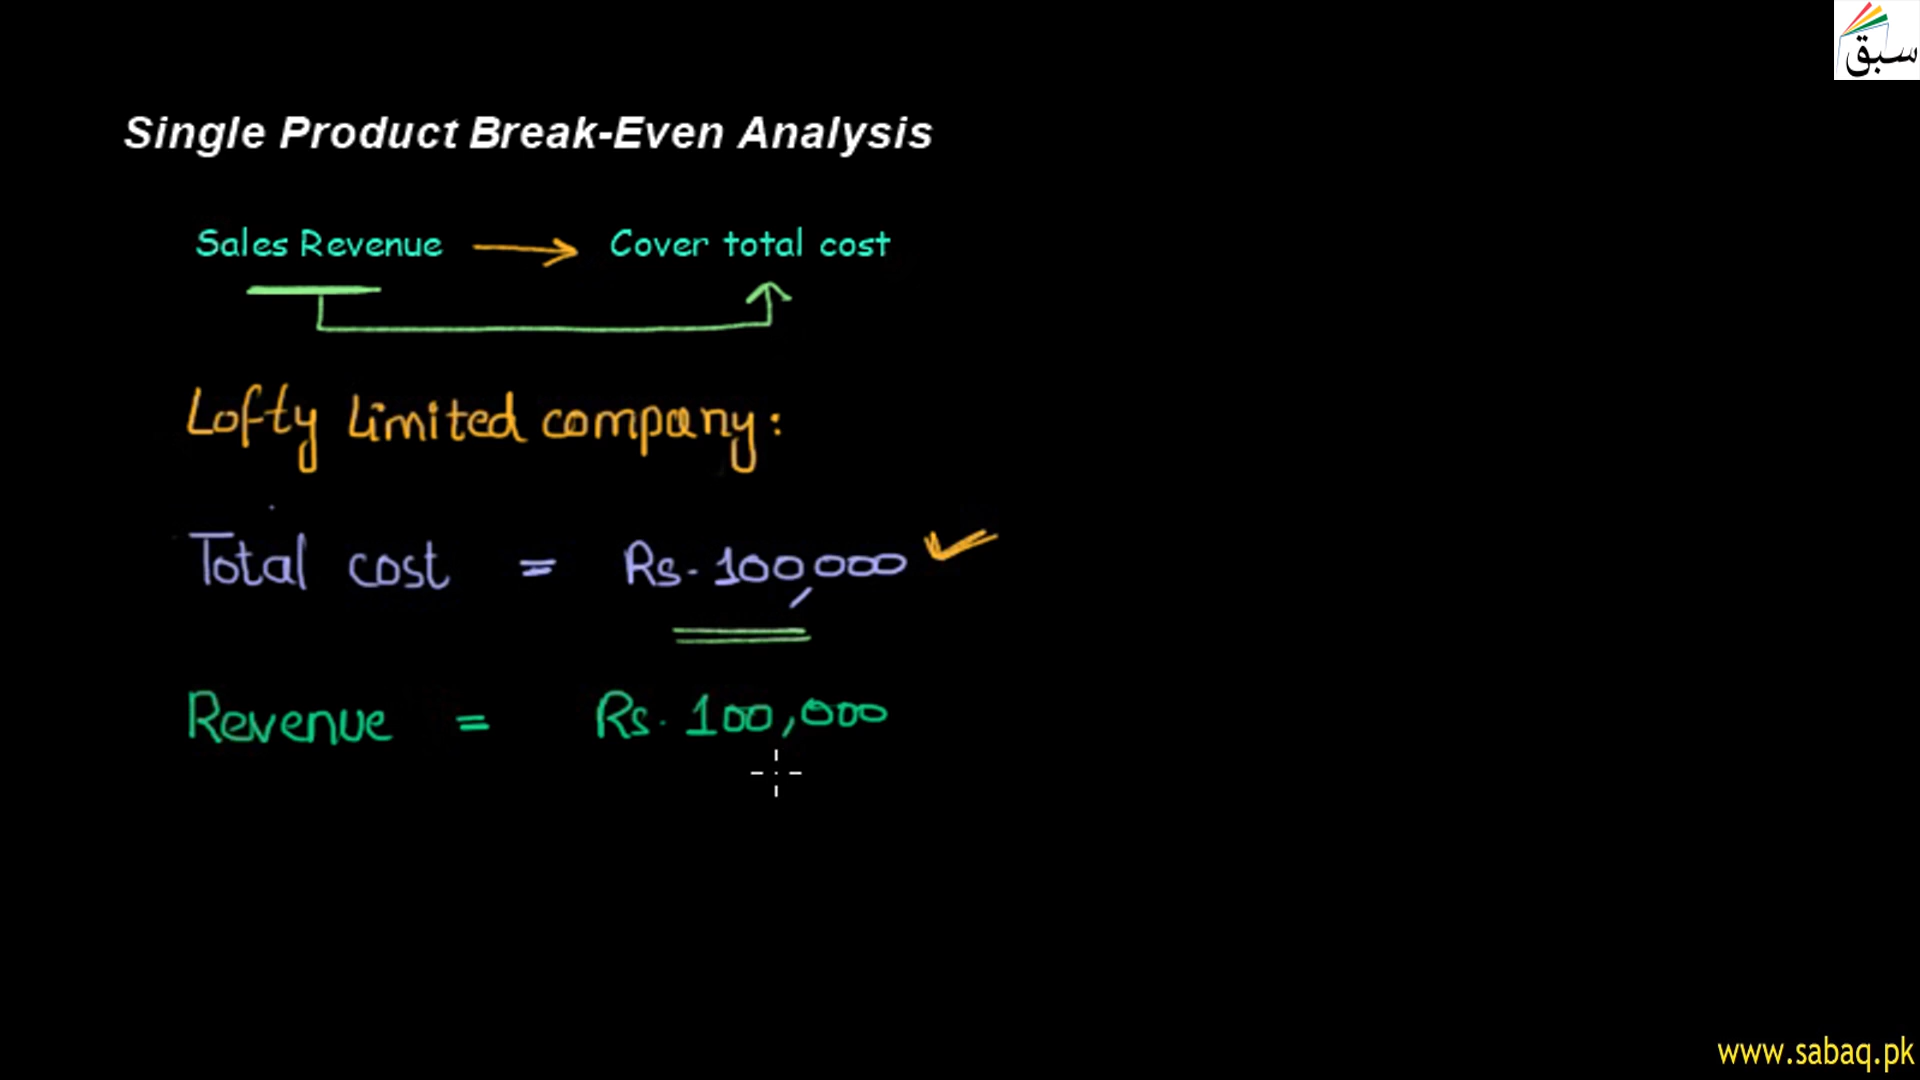 سبق
Single Product Break-Even Analysis
Sales Revenue → Cover total cost
Lofty Limited company:
Total cost = Rs. 100,000
Revenue = Rs. 100,000
www.sabaq.pk